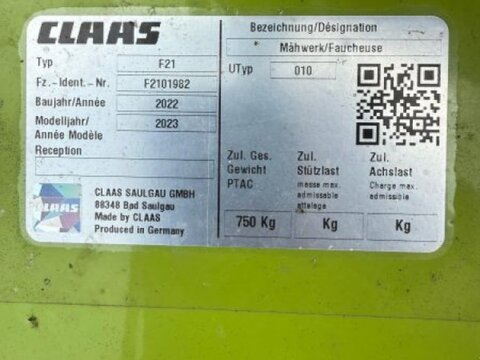 CLAAS
Typ F21
Fz.-Ident.-Nr. F2101982
Baujahr/Année 2022
Modelljahr/ 2023
Année Modèle
Reception
CLAAS
CLAAS SAULGAU GMBH
88348 Bad Saulgau
Made by CLAAS
Produced in Germany
Bezeichnung/Désignation
Mähwerk/Faucheuse
UTyp 010
Zul. Ges. Zul. Zul.
Gewicht Stützlast Achslast
PTAC masse max. Charge max.
admissable admissible
attelage
750 Kg Kg Kg